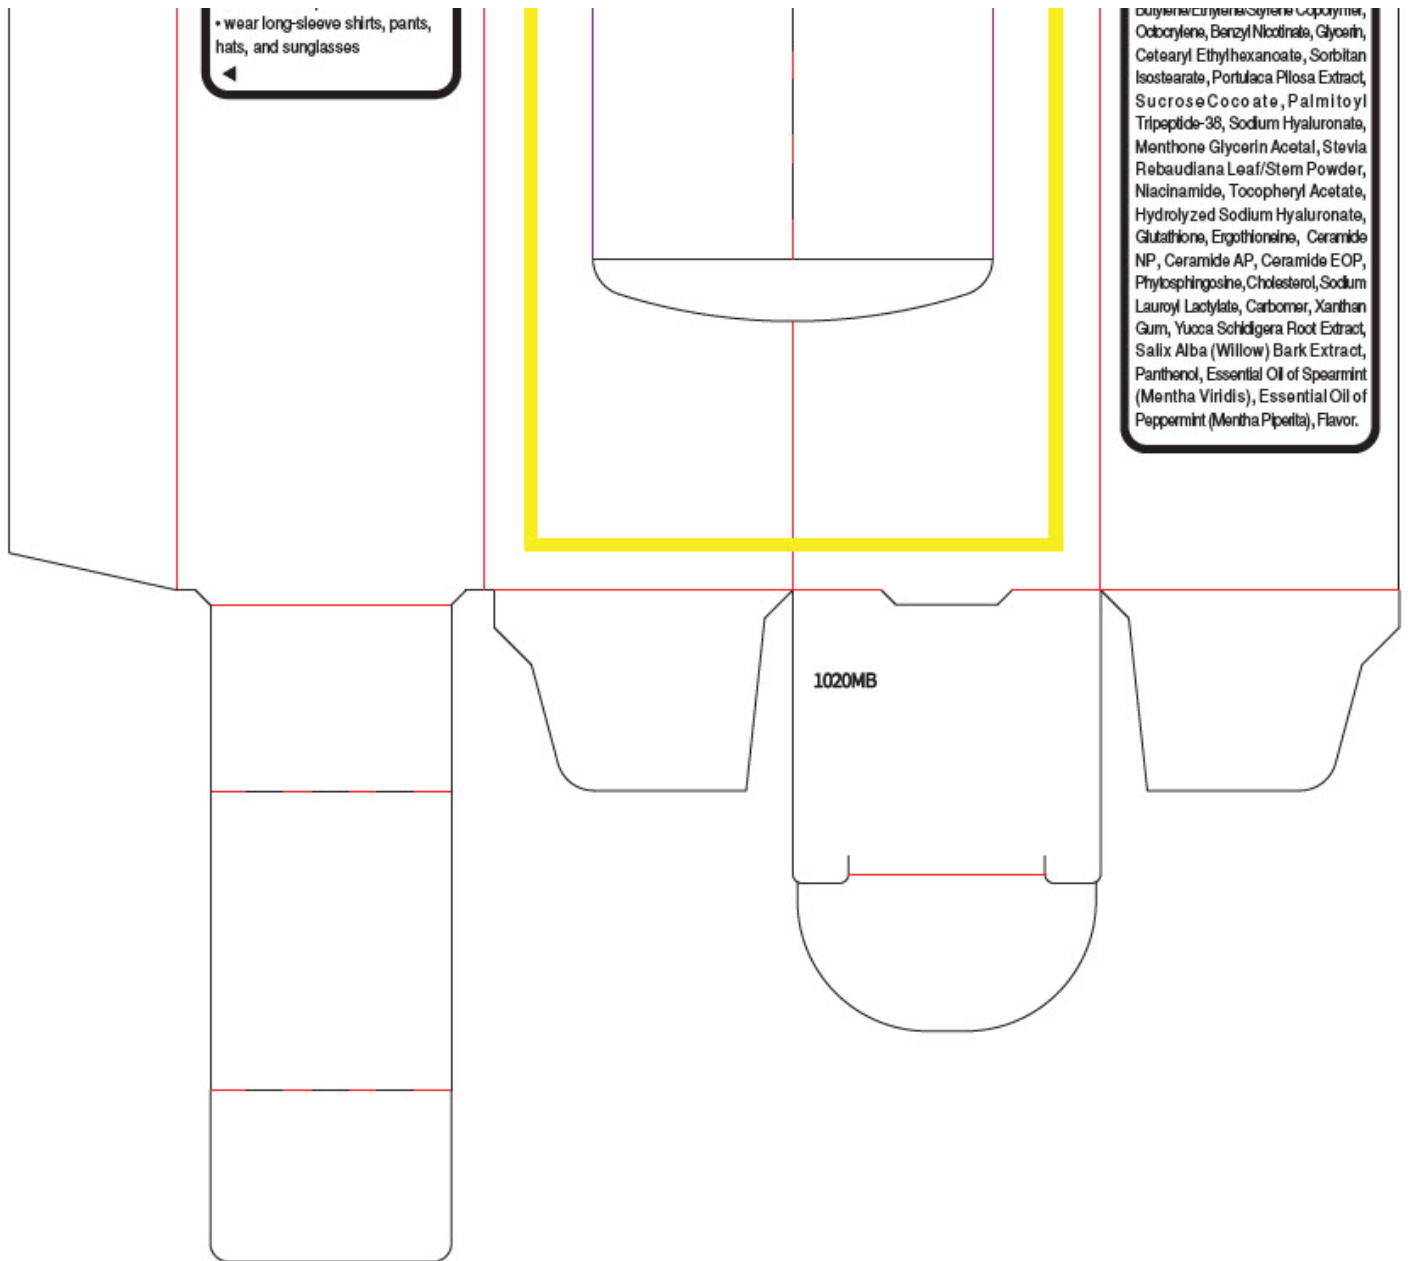 • wear long-sleeve shirts, pants,
hats, and sunglasses
Butylene/Ethylene/Styrene Copolymer,
Octocrylene, Benzyl Nicotinate, Glycerin,
Cetearyl Ethylhexanoate, Sorbitan
Isostearate, Portulaca Pilosa Extract,
Sucrose Cocoate, Palmitoyl
Tripeptide-38, Sodium Hyaluronate,
Menthone Glycerin Acetal, Stevia
Rebaudiana Leaf/Stem Powder,
Niacinamide, Tocopheryl Acetate,
Hydrolyzed Sodium Hyaluronate,
Glutathione, Ergothioneine, Ceramide
NP, Ceramide AP, Ceramide EOP,
Phytosphingosine, Cholesterol, Sodium
Lauroyl Lactylate, Carbomer, Xanthan
Gum, Yucca Schidigera Root Extract,
Salix Alba (Willow) Bark Extract,
Panthenol, Essential Oil of Spearmint
(Mentha Viridis), Essential Oil of
Peppermint (Mentha Piperita), Flavor.
1020MB